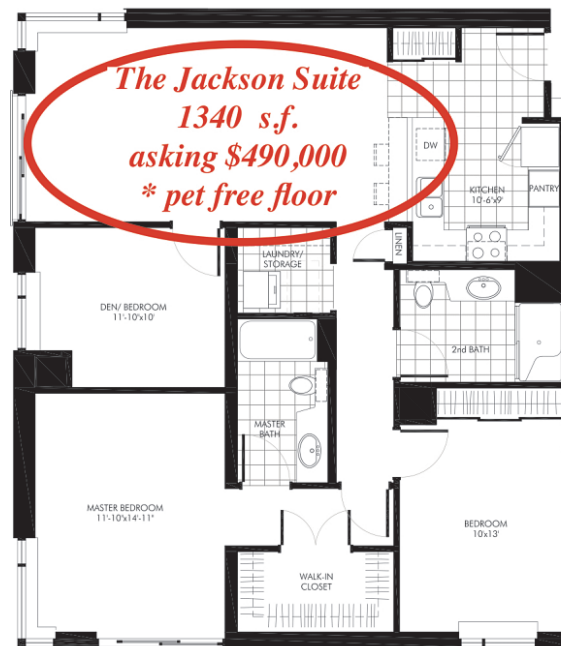 The Jackson Suite
1340 s.f.
asking $490,000
* pet free floor
DW
KITCHEN
10'-6"x9'
PANTRY
LINEN
LAUNDRY/
STORAGE
DEN/ BEDROOM
11'-10"x10'
2nd BATH
MASTER
BATH
MASTER BEDROOM
11'-10"x14'-11"
BEDROOM
10'x13'
WALK-IN
CLOSET